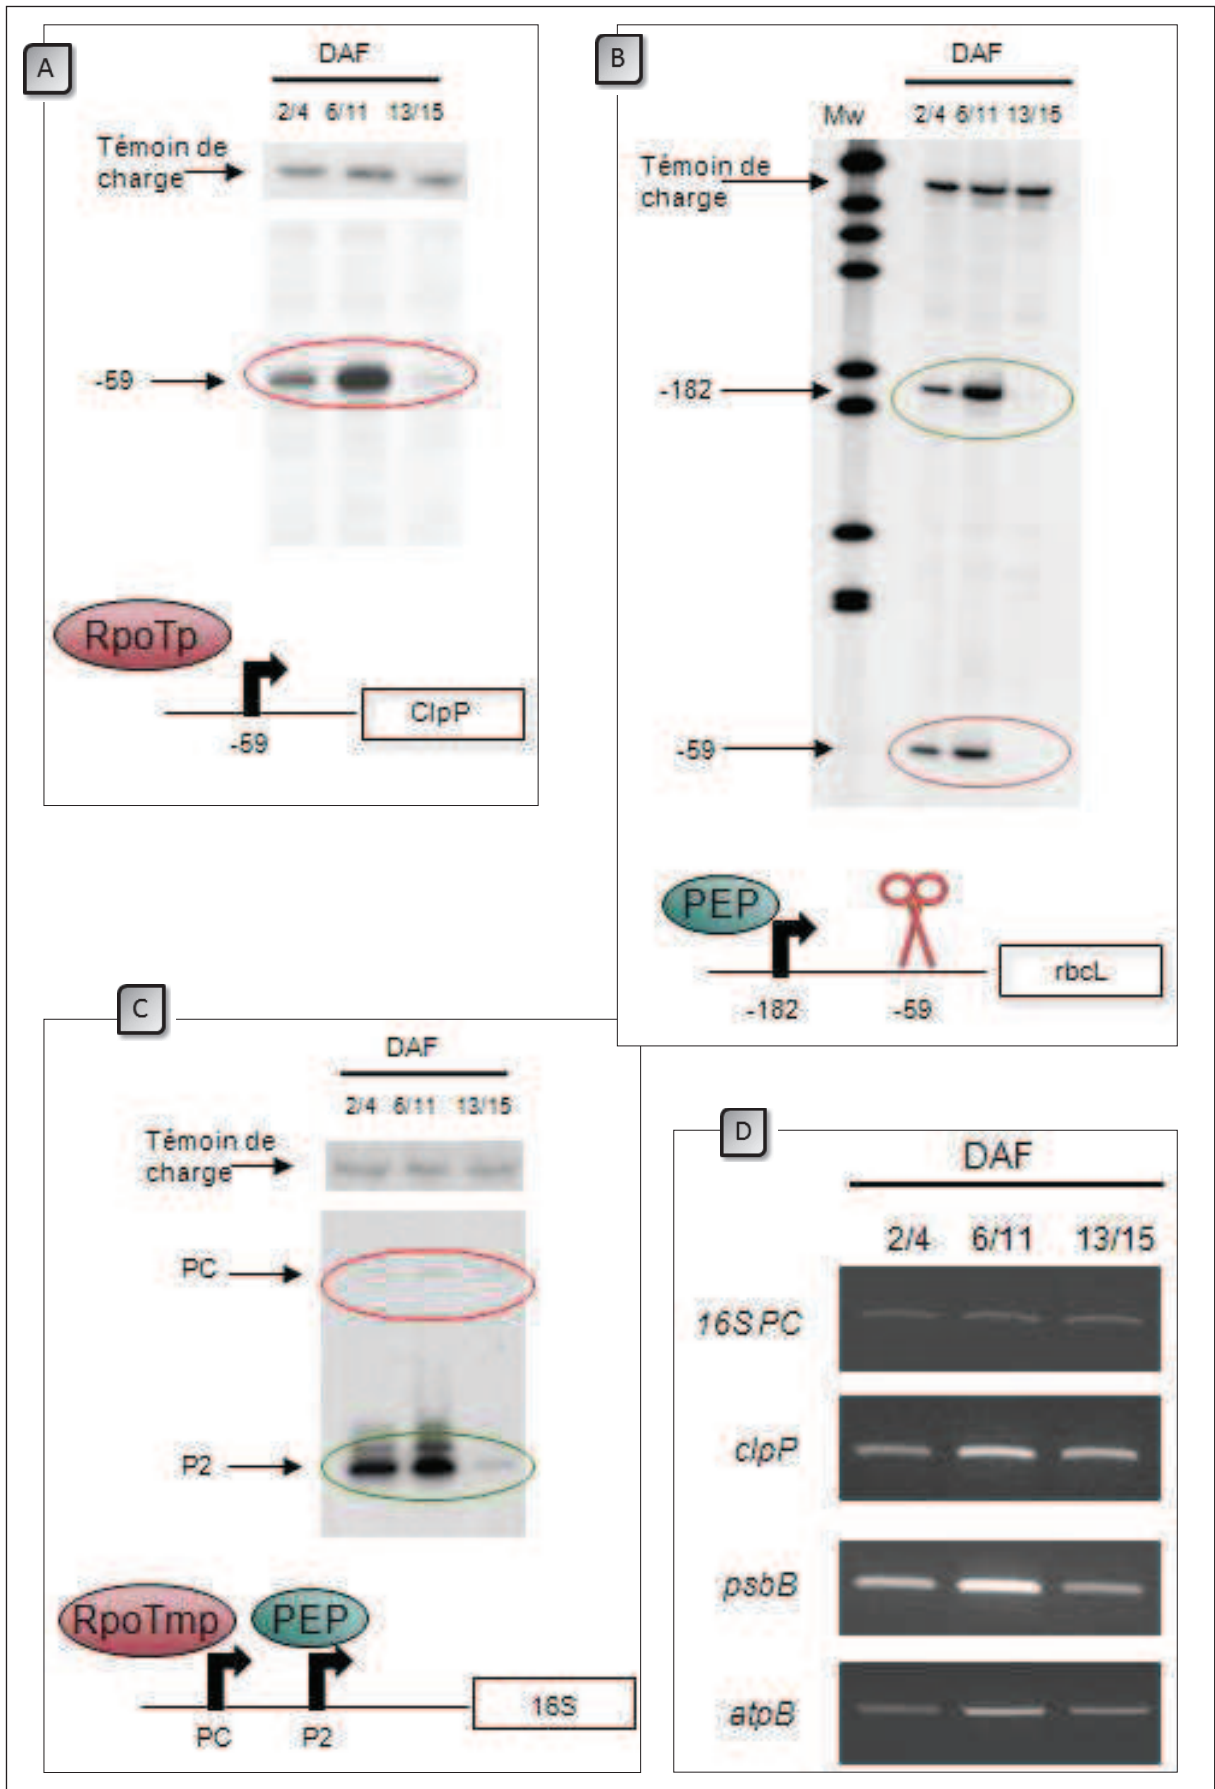 A
DAF
2/4 6/11 13/15
Témoin de
charge
-59
RpoTp
ClpP
-59
B
DAF
Mw 2/4 6/11 13/15
Témoin de
charge
-182
-59
PEP
rbcL
-182 -59
C
DAF
2/4 6/11 13/15
Témoin de
charge
PC
P2
RpoTmp PEP
16S
PC P2
D
DAF
2/4 6/11 13/15
16S PC
clpP
psbB
atpB